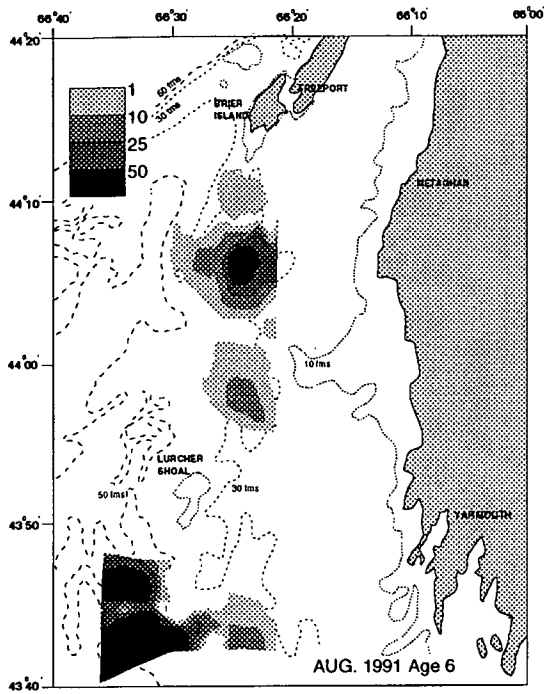 66°40' 66°30' 66°20' 66°10' 66°00'
44°20'
50 fms
30 fms
1
10
25
50
BRIER ISLAND
FREEPORT
44°10'
METAGHAN
44°00'
10 fms
LURCHER SHOAL
50 fms
30 fms
43°50'
YARMOUTH
43°40'
AUG. 1991 Age 6